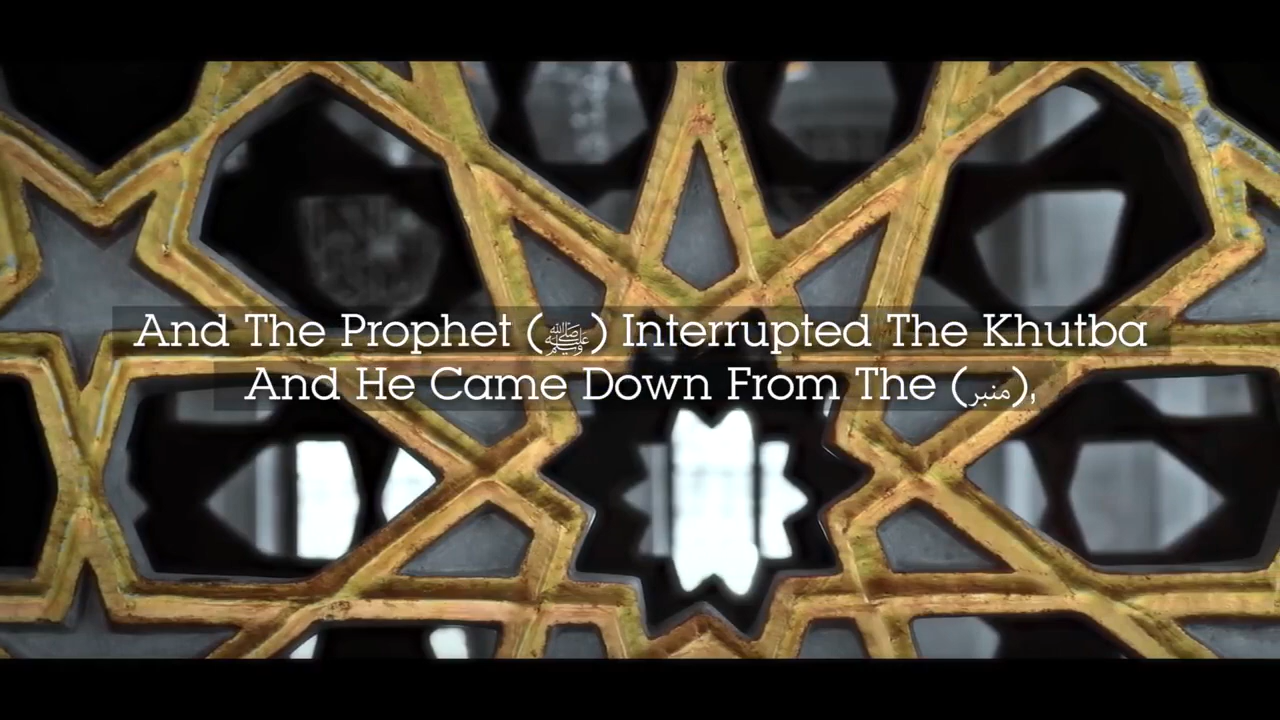 And The Prophet (ﷺ) Interrupted The Khutba
And He Came Down From The (منبر),